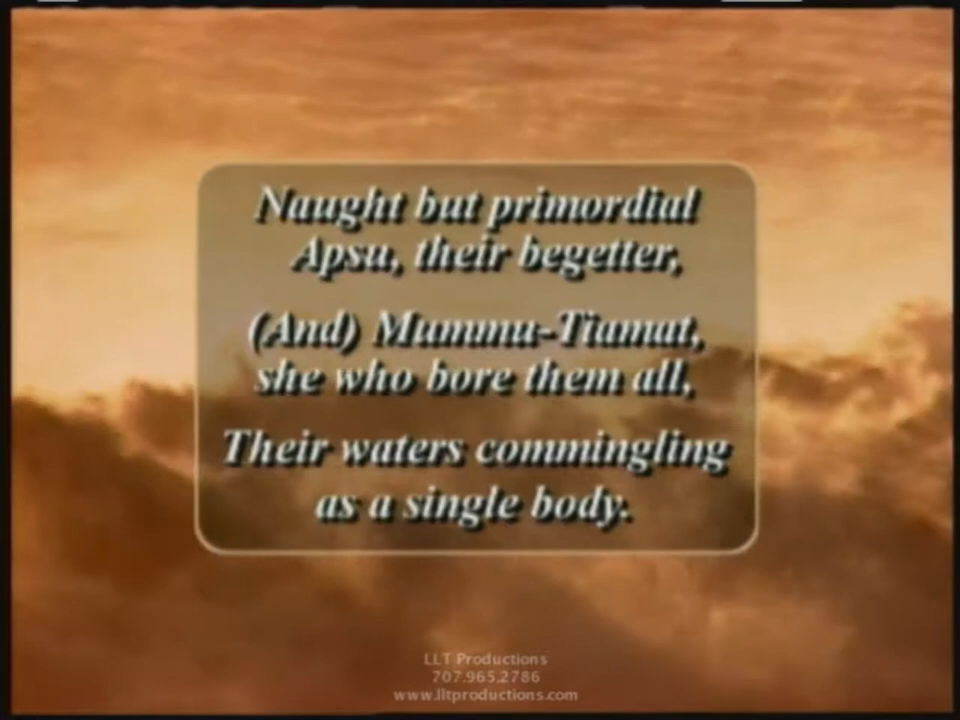 Naught but primordial
Apsu, their begetter,
(And) Mummu-Tiamat,
she who bore them all,
Their waters commingling
as a single body.
LLT Productions
707.965.2786
www.lltproductions.com